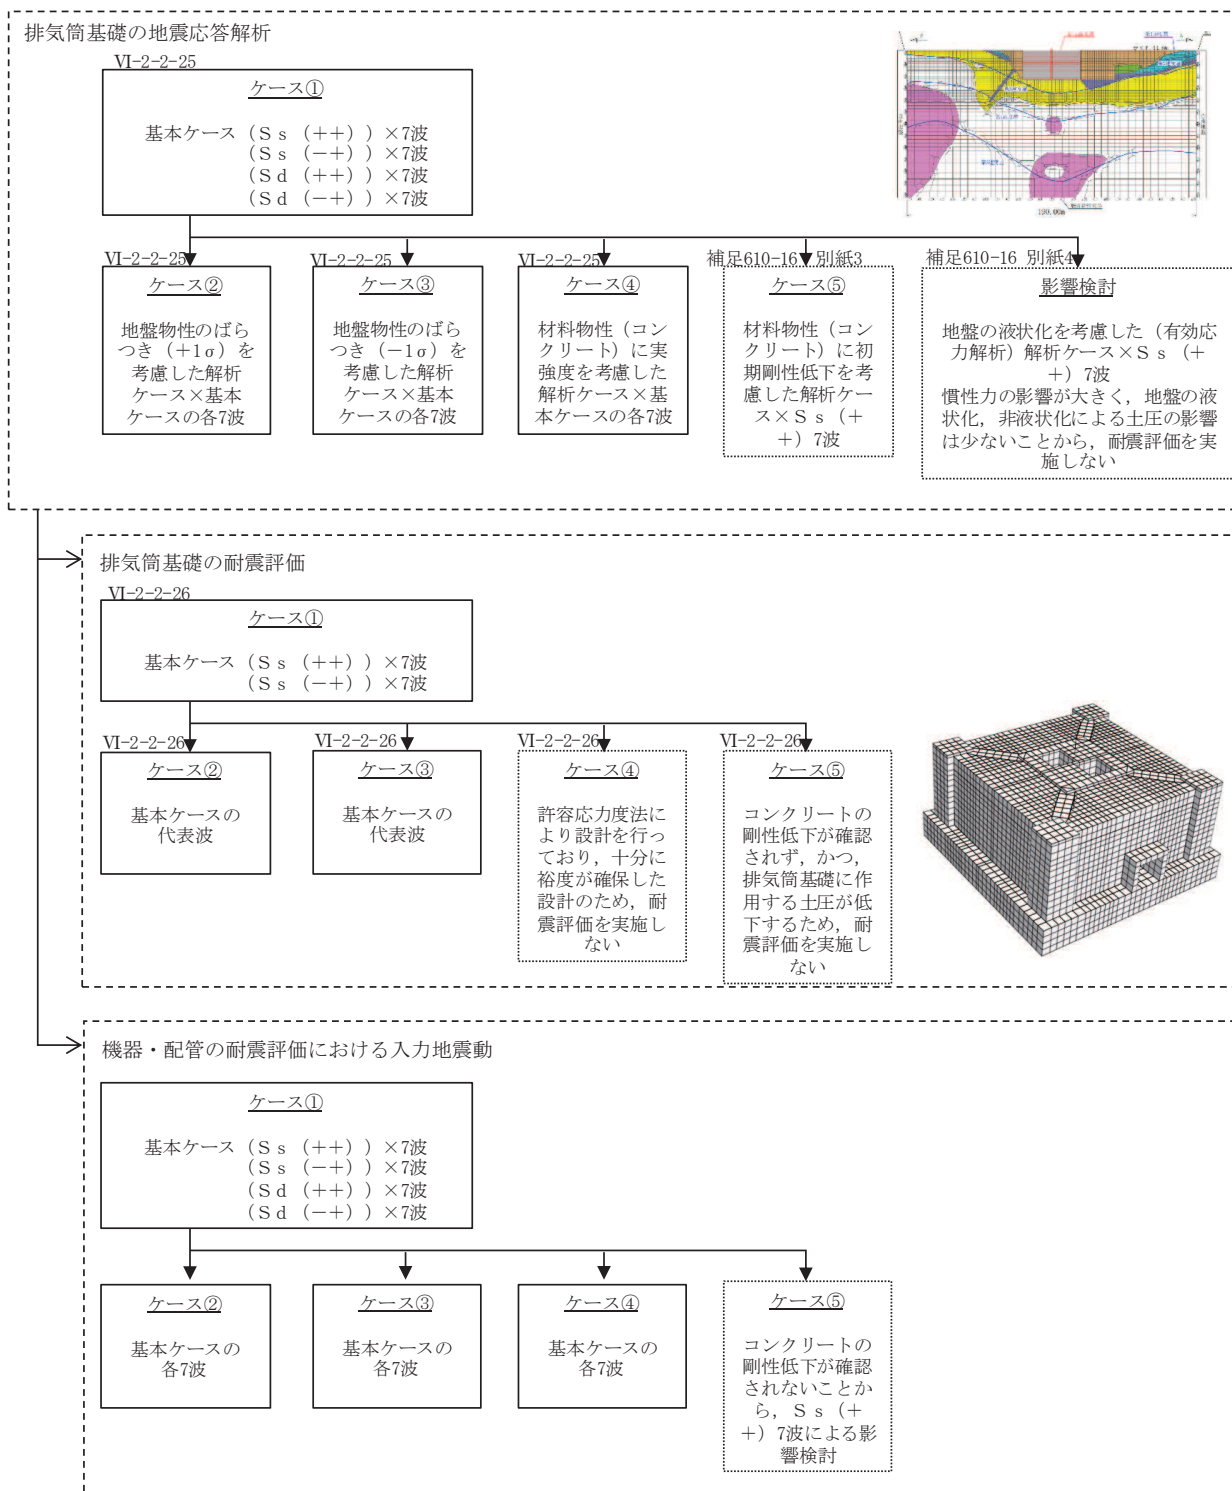 排気筒基礎の地震応答解析
Ⅵ-2-2-25
ケース①
基本ケース（Ｓｓ（＋＋））×7波
（Ｓｓ（－＋））×7波
（Ｓｄ（＋＋））×7波
（Ｓｄ（－＋））×7波
190.00m
Ⅵ-2-2-25
ケース②
地盤物性のばら
つき（＋1σ）を
考慮した解析
ケース×基本
ケースの各7波
Ⅵ-2-2-25
ケース③
地盤物性のばら
つき（－1σ）を
考慮した解析
ケース×基本
ケースの各7波
Ⅵ-2-2-25
ケース④
材料物性（コン
クリート）に実
強度を考慮した
解析ケース×基
本ケースの各7波
補足610-16 別紙3
ケース⑤
材料物性（コン
クリート）に初
期剛性低下を考
慮した解析ケー
ス×Ｓｓ（＋
＋）7波
補足610-16 別紙4
影響検討
地盤の液状化を考慮した（有効応
力解析）解析ケース×Ｓｓ（＋
＋）7波
慣性力の影響が大きく，地盤の液
状化，非液状化による土圧の影響
は少ないことから，耐震評価を実
施しない
排気筒基礎の耐震評価
Ⅵ-2-2-26
ケース①
基本ケース（Ｓｓ（＋＋））×7波
（Ｓｓ（－＋））×7波
Ⅵ-2-2-26
ケース②
基本ケースの
代表波
Ⅵ-2-2-26
ケース③
基本ケースの
代表波
Ⅵ-2-2-26
ケース④
許容応力度法に
より設計を行っ
ており，十分に
裕度が確保した
設計のため，耐
震評価を実施し
ない
Ⅵ-2-2-26
ケース⑤
コンクリートの
剛性低下が確認
されず，かつ，
排気筒基礎に作
用する土圧が低
下するため，耐
震評価を実施し
ない
機器・配管の耐震評価における入力地震動
ケース①
基本ケース（Ｓｓ（＋＋））×7波
（Ｓｓ（－＋））×7波
（Ｓｄ（＋＋））×7波
（Ｓｄ（－＋））×7波
ケース②
基本ケースの
各7波
ケース③
基本ケースの
各7波
ケース④
基本ケースの
各7波
ケース⑤
コンクリートの
剛性低下が確認
されないことか
ら，Ｓｓ（＋
＋）7波による影
響検討